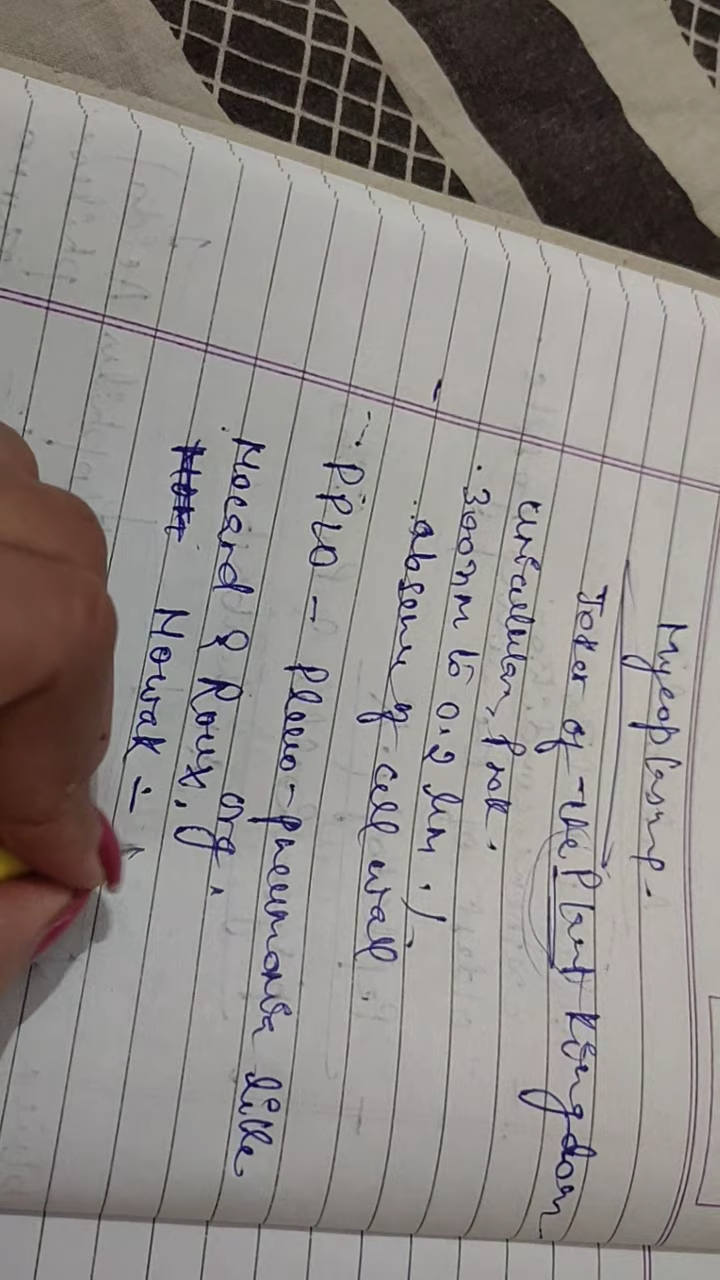 Mycoplasma.
Joker of the Plant Kingdom
unicellular, Prok.
. 300nm to 0.2 µm.
- absence of cell wall.
∴ PPLO - Pleuro-pneumonia like
org.
Nocard & Roux.
Nowak -